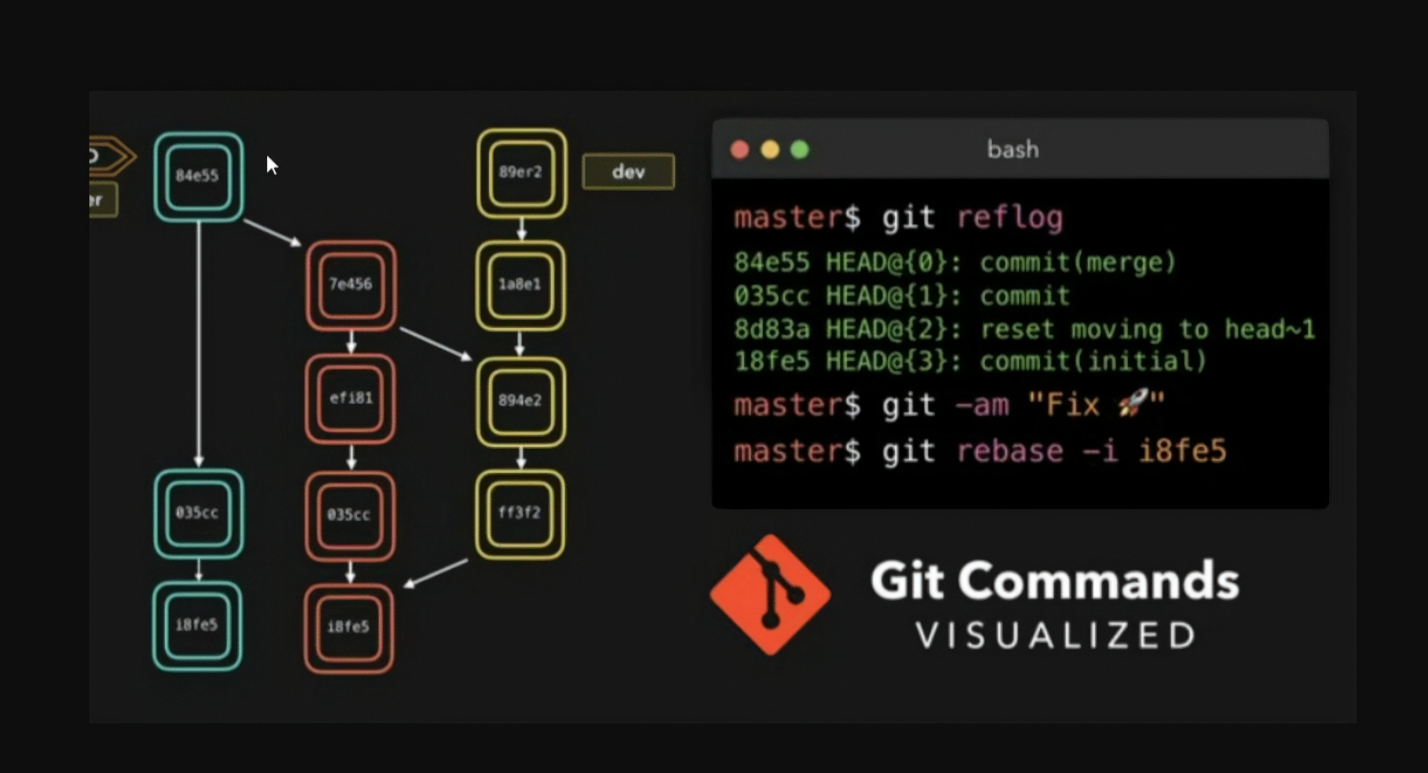 84e55
89er2
dev
er
7e456
1a8e1
efi81
894e2
035cc
035cc
ff3f2
i8fe5
i8fe5
bash
master$ git reflog
84e55 HEAD@{0}: commit(merge)
035cc HEAD@{1}: commit
8d83a HEAD@{2}: reset moving to head~1
18fe5 HEAD@{3}: commit(initial)
master$ git -am "Fix 🚀"
master$ git rebase -i i8fe5
Git Commands
VISUALIZED